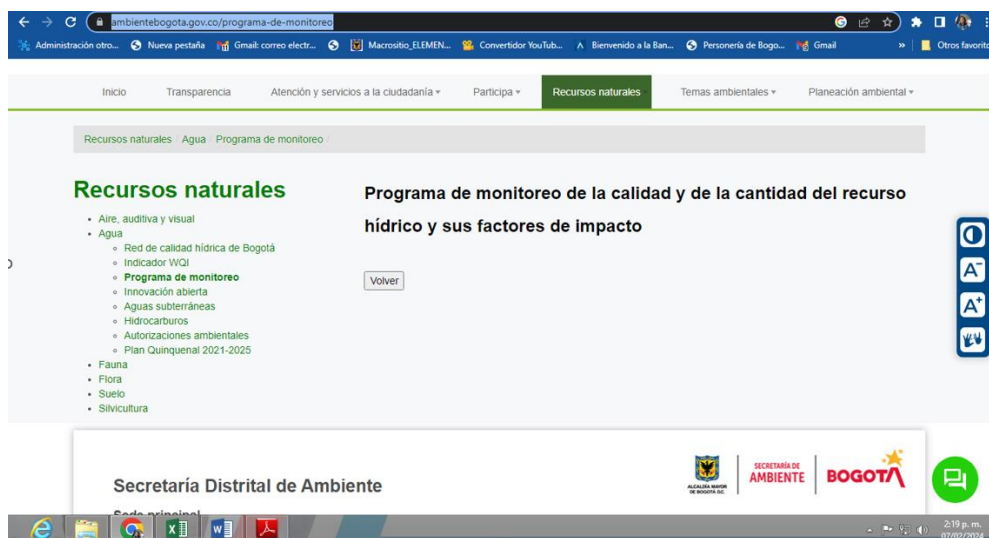 ambientebogota.gov.co/programa-de-monitoreo
Administración otro... Nueva pestaña Gmail: correo electr... Macrositio_ELEMEN... Convertidor YouTub... Bienvenido a la Ban... Personería de Bogo... Gmail » Otros favorito
Inicio Transparencia Atención y servicios a la ciudadanía Participa Recursos naturales Temas ambientales Planeación ambiental
Recursos naturales / Agua / Programa de monitoreo /
Recursos naturales
Aire, auditiva y visual
Agua
Red de calidad hídrica de Bogotá
Indicador WQI
Programa de monitoreo
Innovación abierta
Aguas subterráneas
Hidrocarburos
Autorizaciones ambientales
Plan Quinquenal 2021-2025
Fauna
Flora
Suelo
Silvicultura
Programa de monitoreo de la calidad y de la cantidad del recurso
hídrico y sus factores de impacto
Volver
A-
A+
Secretaría Distrital de Ambiente
Sede principal
ALCALDÍA MAYOR
DE BOGOTÁ D.C.
SECRETARÍA DE
AMBIENTE
BOGOTÁ
2:19 p. m.
07/02/2024